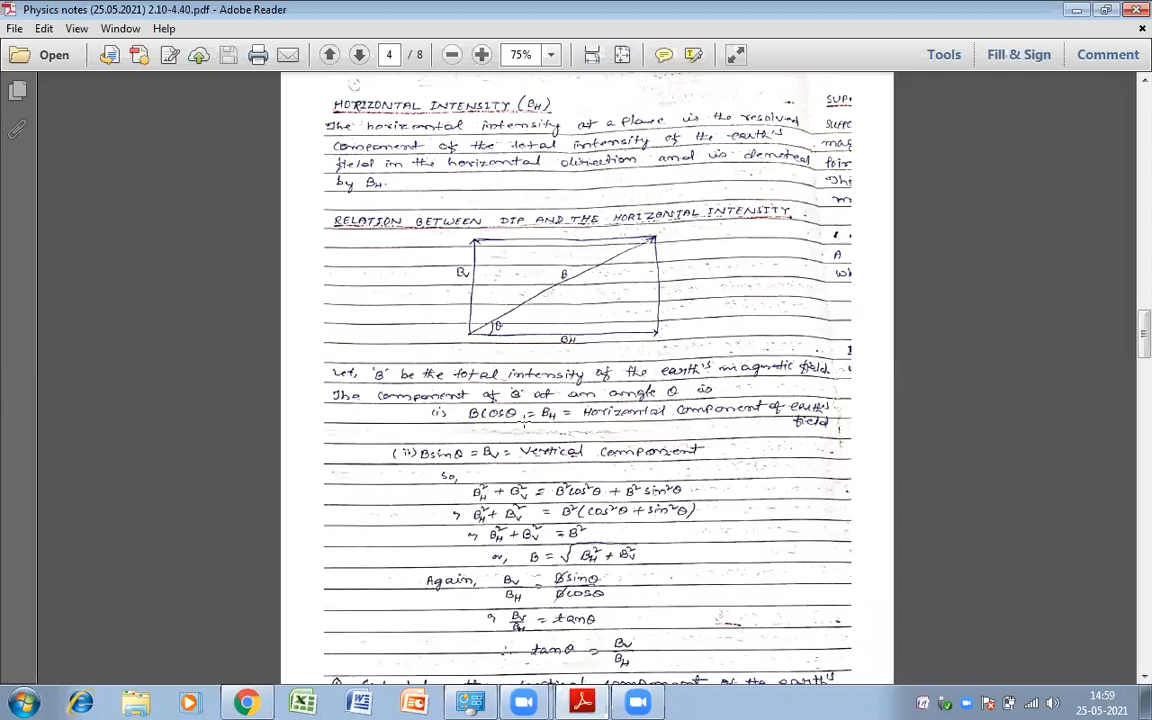 Physics notes (25.05.2021) 2.10-4.40.pdf - Adobe Reader
File Edit View Window Help
Open 4 / 8 75% Tools Fill & Sign Comment
HORIZONTAL INTENSITY (BH)
The horizontal intensity at a place is the resolved
component of the total intensity of the earth's
field in the horizontal direction and is denoted
by BH.
RELATION BETWEEN DIP AND THE HORIZONTAL INTENSITY.
Bv
B
θ
BH
Let, 'B' be the total intensity of the earth's magnetic field
The component of 'B' at an angle θ is
(i) Bcosθ = BH = Horizontal component of earth's
field
(ii) Bsinθ = Bv = Vertical component
So,
BH² + Bv² = B²cos²θ + B²sin²θ
⇒ BH² + Bv² = B²(cos²θ + sin²θ)
⇒ BH² + Bv² = B²
or, B = √BH² + Bv²
Again, Bv/BH = Bsinθ/Bcosθ
⇒ Bv/BH = tanθ
∴ tanθ = Bv/BH
14:59
25-05-2021